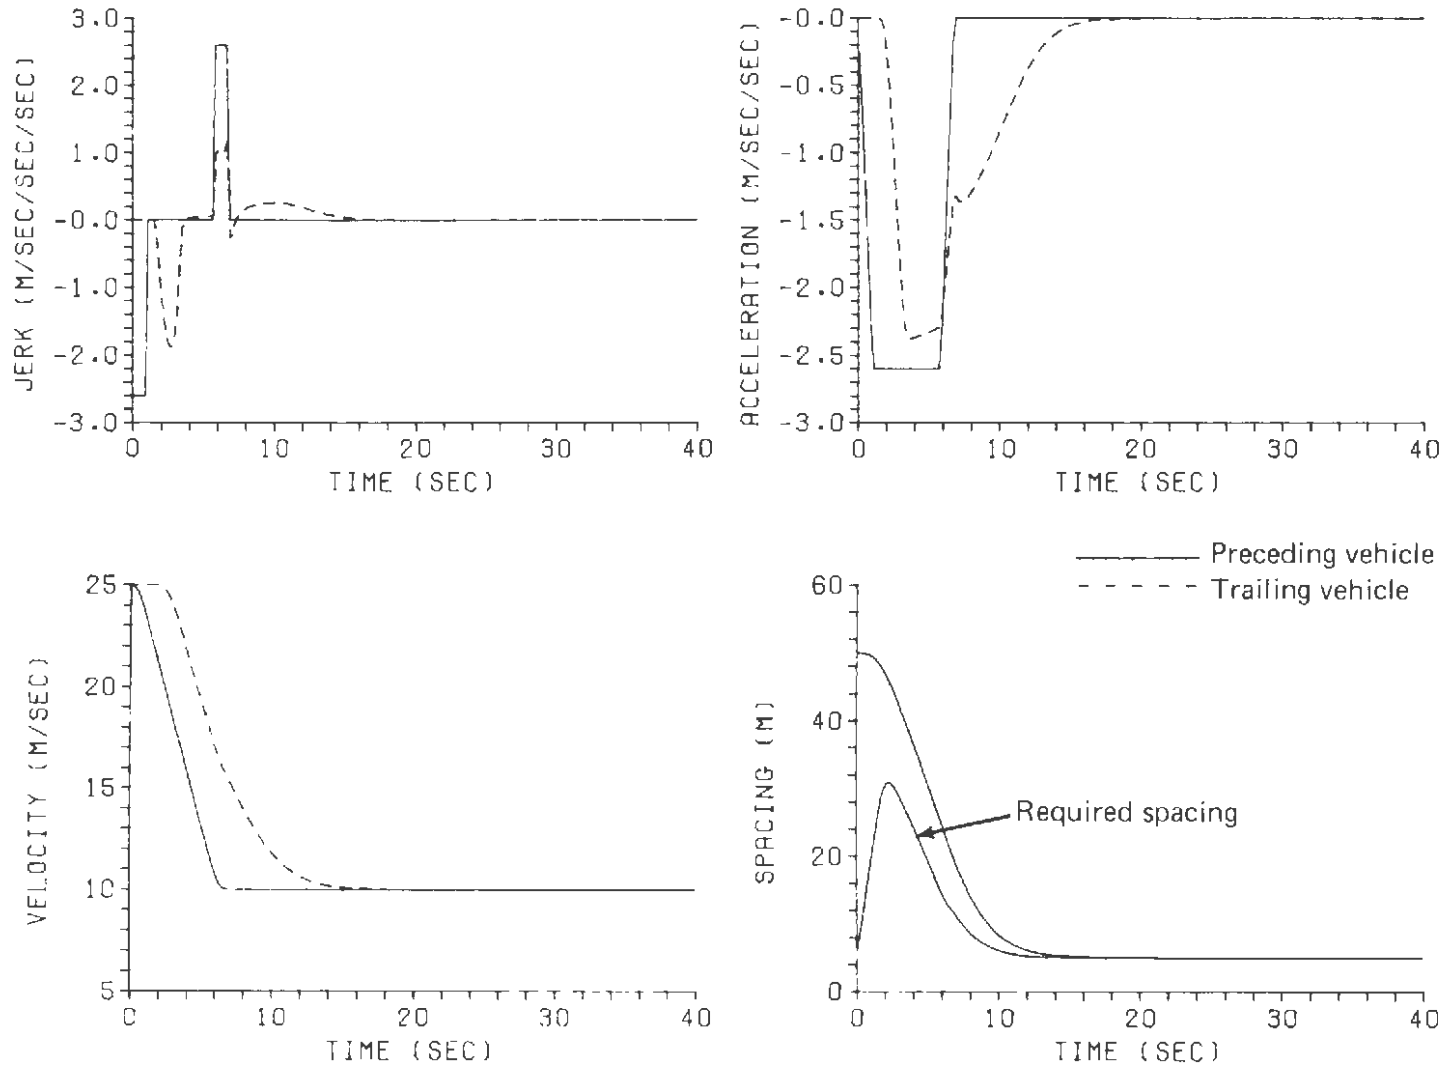 3.0
2.0
1.0
-0.0
-1.0
-2.0
-3.0
JERK (M/SEC/SEC/SEC)
0 10 20 30 40
TIME (SEC)
-0.0
-0.5
-1.0
-1.5
-2.0
-2.5
-3.0
ACCELERATION (M/SEC/SEC)
0 10 20 30 40
TIME (SEC)
25
20
15
10
5
VELOCITY (M/SEC)
0 10 20 30 40
TIME (SEC)
Preceding vehicle
Trailing vehicle
60
40
20
0
SPACING (M)
Required spacing
0 10 20 30 40
TIME (SEC)